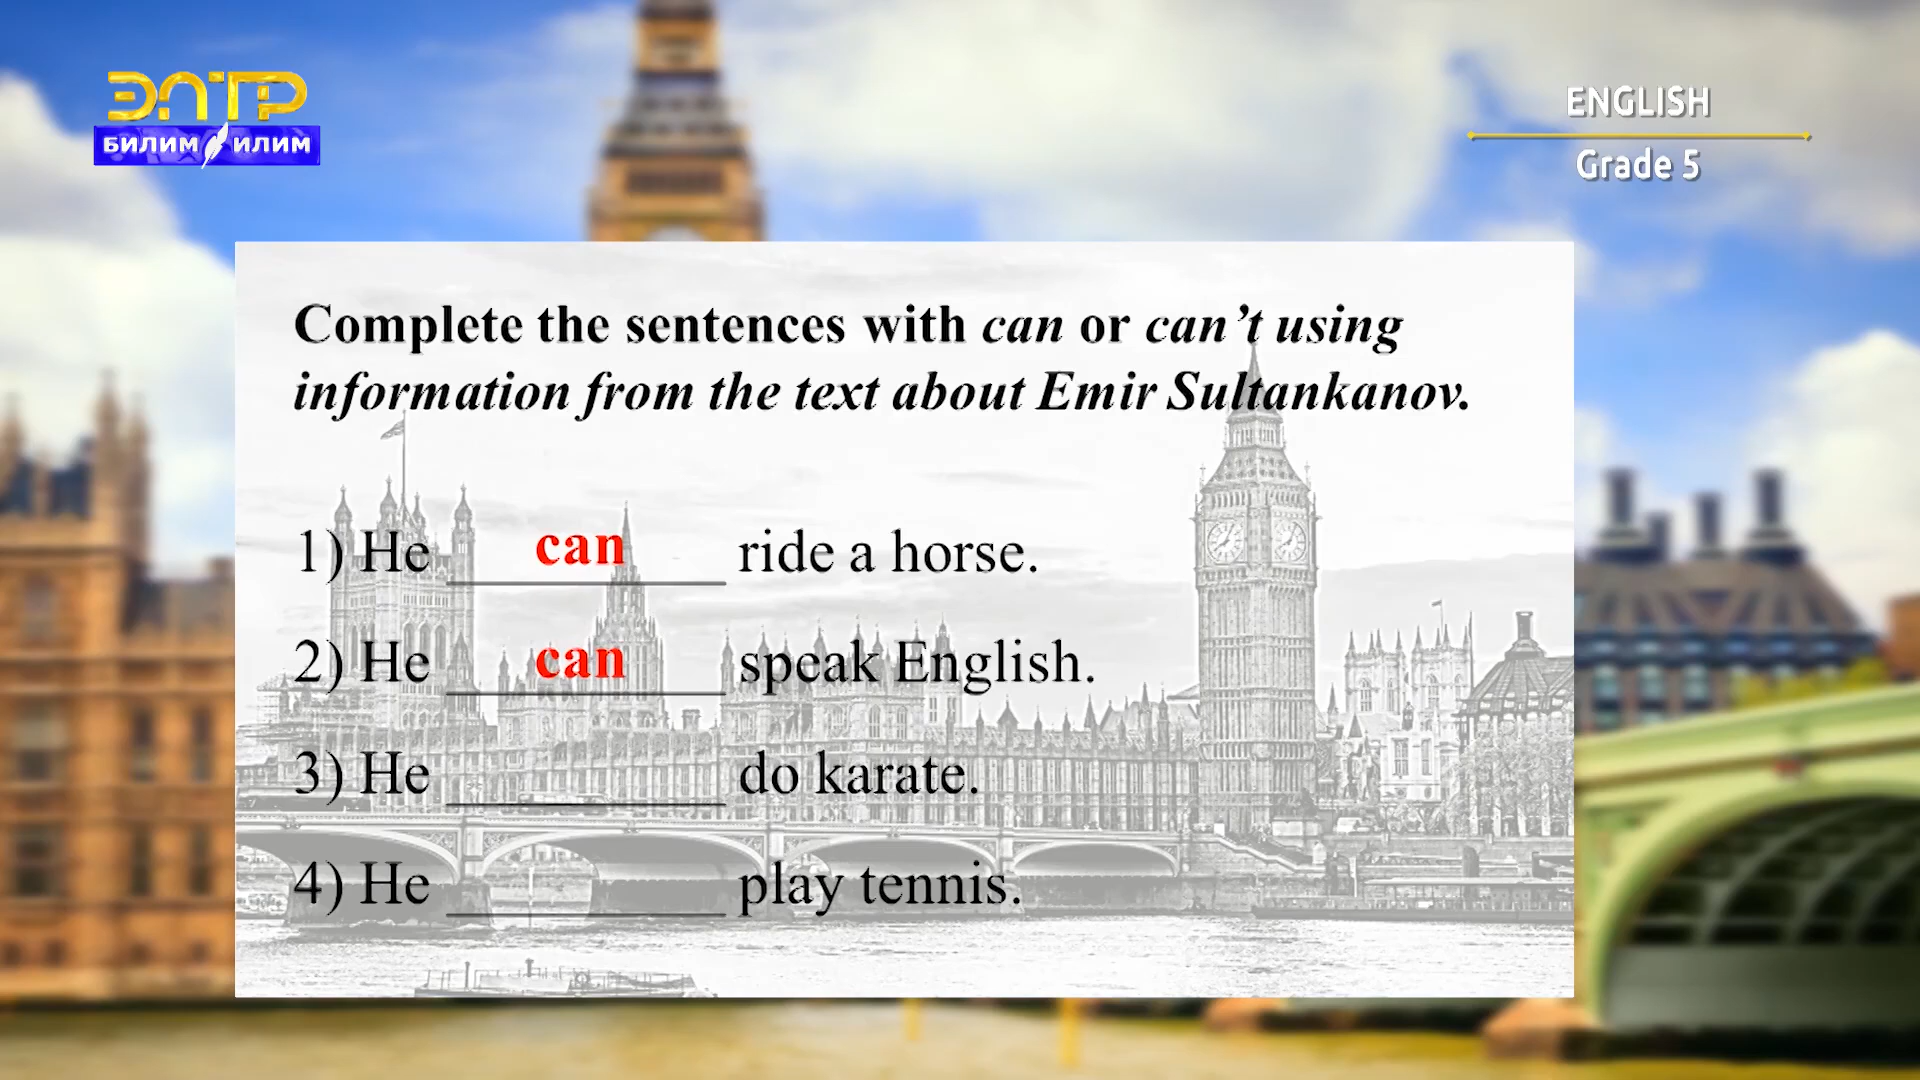 ЭЛТР
БИЛИМ ИЛИМ
ENGLISH
Grade 5
Complete the sentences with can or can’t using
information from the text about Emir Sultankanov.
1) He can ride a horse.
2) He can speak English.
3) He ________ do karate.
4) He ________ play tennis.